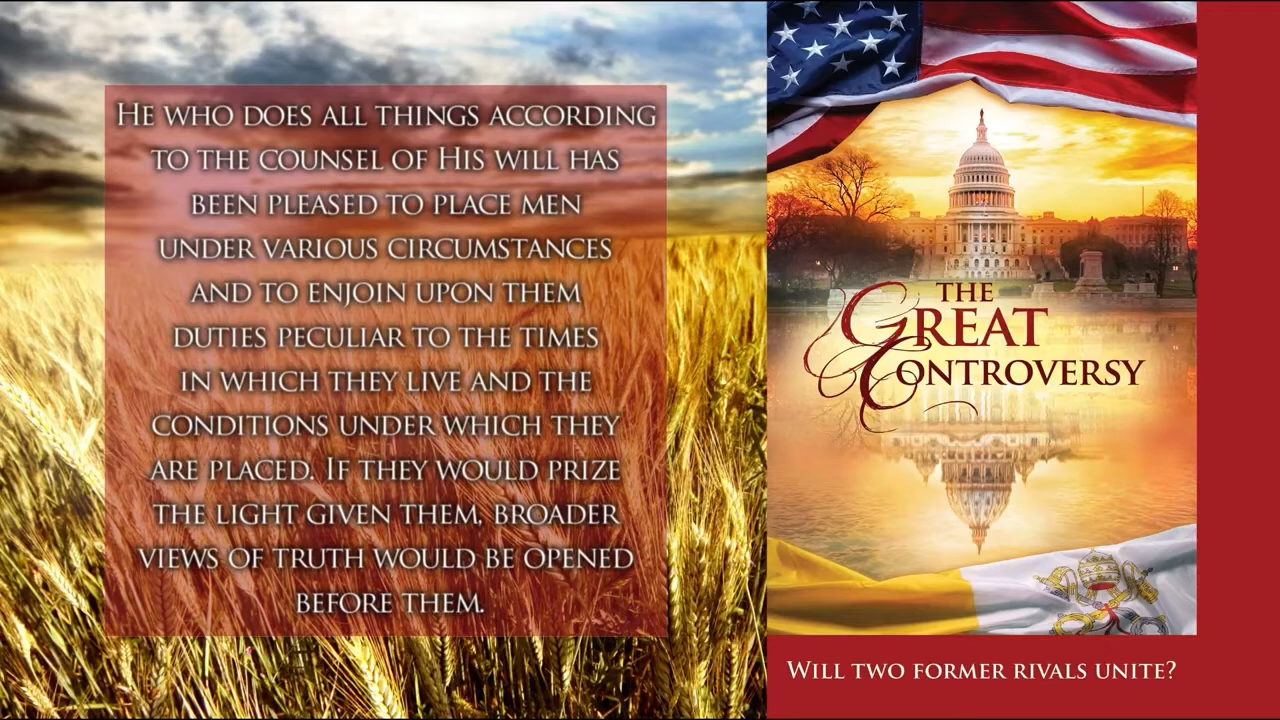 He who does all things according
to the counsel of His will has
been pleased to place men
under various circumstances
and to enjoin upon them
duties peculiar to the times
in which they live and the
conditions under which they
are placed. If they would prize
the light given them, broader
views of truth would be opened
before them.
The
Great
Controversy
Will two former rivals unite?